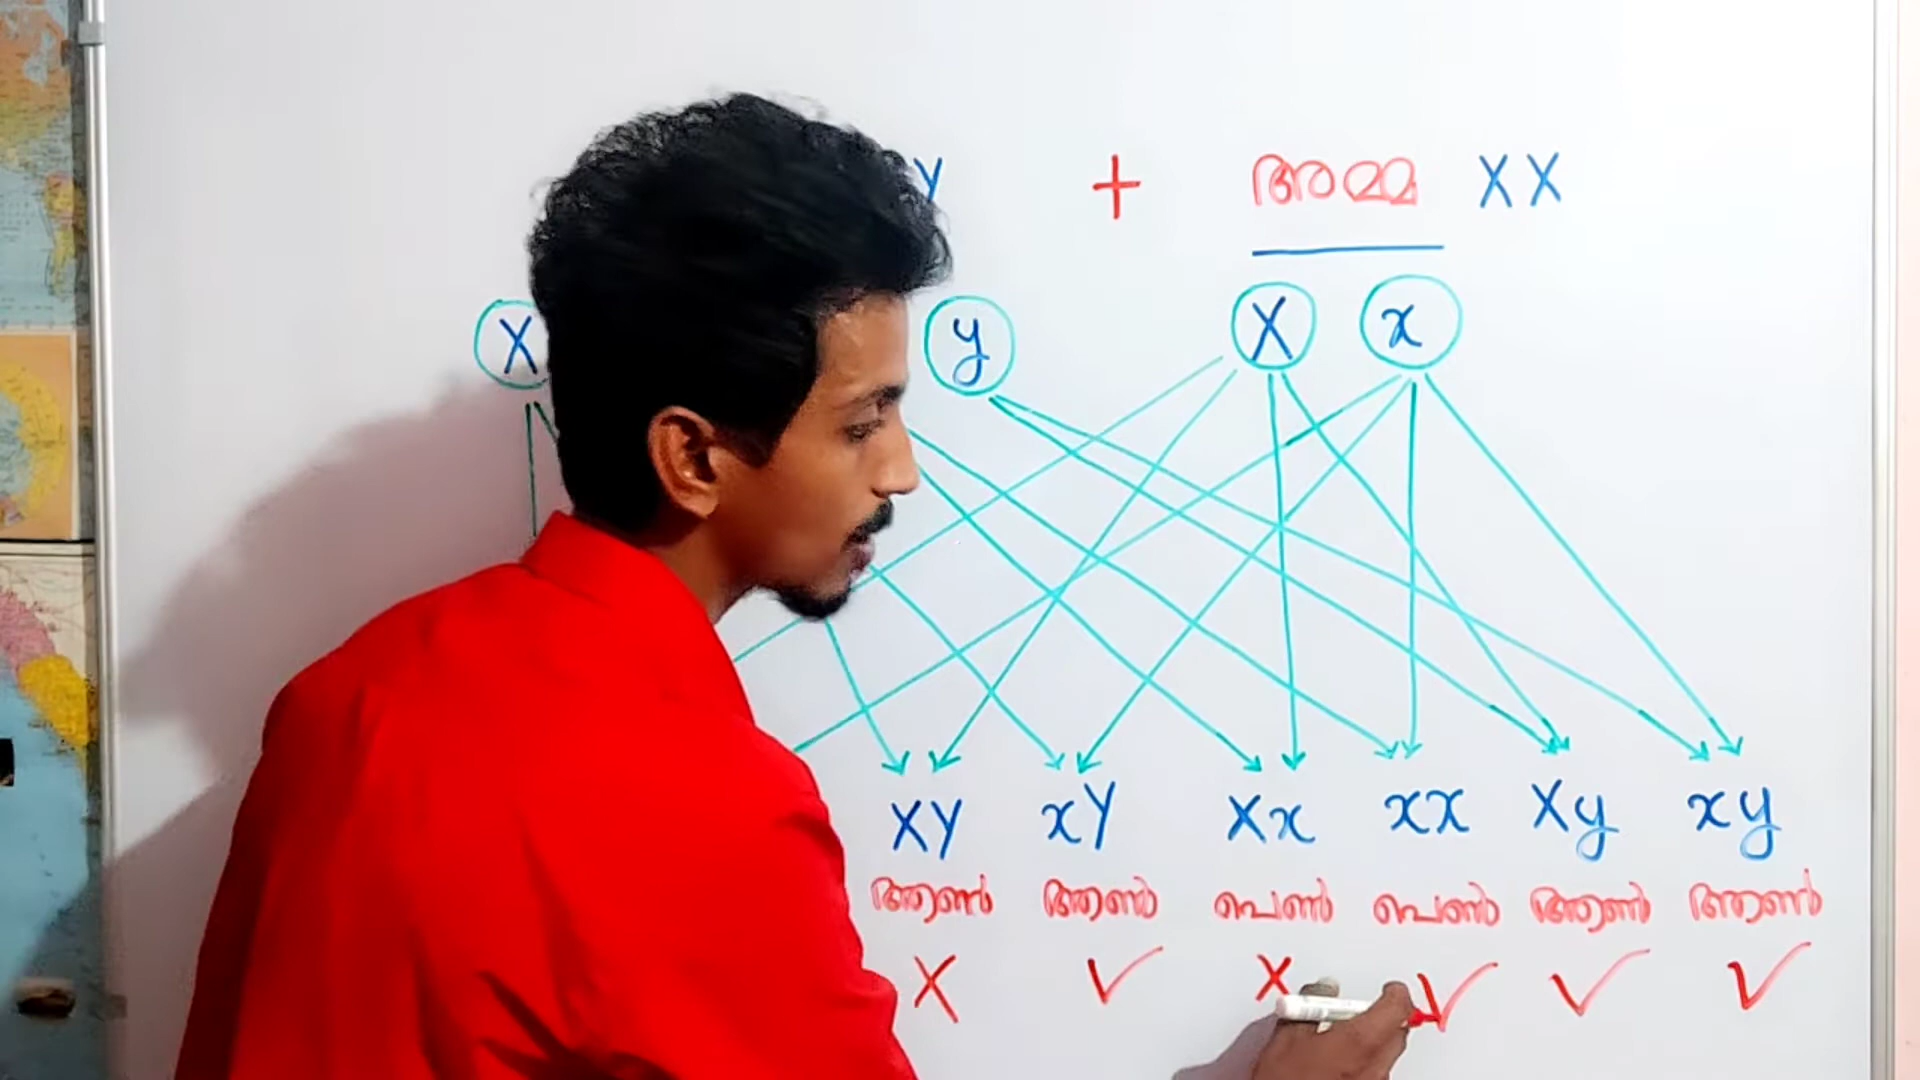 Y + അമ്മ XX
X y X x
XY xY Xx xx Xy xy
ആൺ ആൺ പെൺ പെൺ ആൺ ആൺ
X ✓ X ✓ ✓ ✓